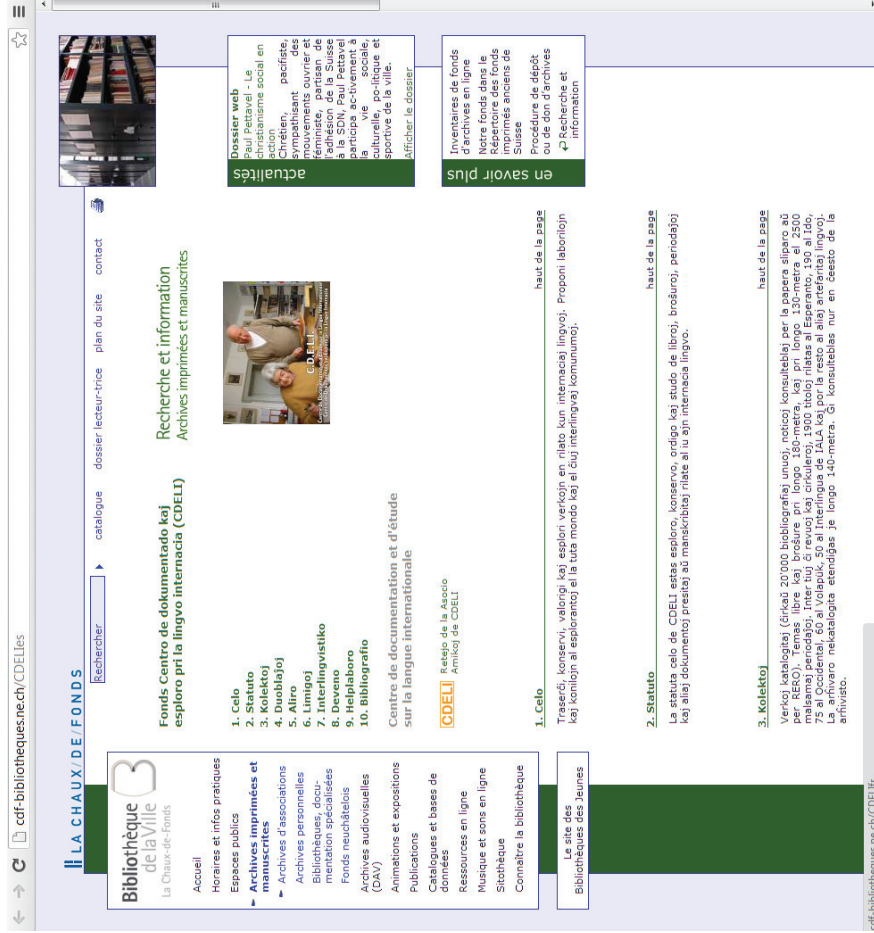 cdf-bibliotheques.ne.ch/CDELIes
LA CHAUX/DE/FONDS
Rechercher
catalogue
dossier lecteur-trice
plan du site
contact
Bibliothèque
de la Ville
La Chaux-de-Fonds
Accueil
Horaires et infos pratiques
Espaces publics
Archives imprimées et
manuscrites
Archives d'associations
Archives personnelles
Bibliothèques, docu-
mentation spécialisées
Fonds neuchâtelois
Archives audiovisuelles
(DAV)
Animations et expositions
Publications
Catalogues et bases de
données
Ressources en ligne
Musique et sons en ligne
Sitothèque
Connaître la bibliothèque
Le site des
Bibliothèques des Jeunes
Fonds Centro de dokumentado kaj
esploro pri la lingvo internacia (CDELI)
Recherche et information
Archives imprimées et manuscrites
1. Celo
2. Statuto
3. Kolektoj
4. Duoblaĵoj
5. Aliro
6. Limigoj
7. Interlingvistiko
8. Deveno
9. Helplaboro
10. Bibliografio
C.D.E.L.I.
Centre de documentation et d'étude
sur la langue internationale
CDELI Retejo de la Asocio
Amikoj de CDELI
1. Celo
haut de la page
Traserĉi, konservi, valorigi kaj esplori verkojn en rilato kun internaciaj lingvoj. Proponi laborilojn
kaj konilojn al esplorantoj el la tuta mondo kaj el ĉiuj interlingvaj komunumoj.
2. Statuto
haut de la page
La statuta celo de CDELI estas esploro, konservo, ordigo kaj studo de libroj, broŝuroj, periodaĵoj
kaj aliaj dokumentoj presitaj aŭ manskribitaj rilate al iu ajn internacia lingvo.
3. Kolektoj
haut de la page
Verkoj katalogitaj (ĉirkaŭ 20'000 biobliografiaj unuoj, noticoj konsulteblaj per la papera sliparo aŭ
per RERO). Temas libre kaj broŝure pri longo 180-metra, kaj pri longo 130-metra el 2500
malsamaj periodaĵoj. Inter tiuj ĉi revuoj kaj cirkuleroj, 1900 titoloj rilatas al Esperanto, 190 al Ido,
75 al Occidental, 60 al Volapük, 50 al Interlingua de IALA kaj por la resto al aliaj artefaritaj lingvoj.
La arĥivaro nekatalogita etendiĝas je longo 140-metra. Ĝi konsulteblas nur en ĉeesto de la
arĥivisto.
actualités
Dossier web
Paul Pettavel - Le
christianisme social en
action
Chrétien, pacifiste,
sympathisant des
mouvements ouvrier et
féministe, partisan de
l'adhésion de la Suisse
à la SDN, Paul Pettavel
participa ac-tivement à
la vie sociale,
culturelle, po-litique et
sportive de la ville.
Afficher le dossier
en savoir plus
Inventaires de fonds
d'archives en ligne
Notre fonds dans le
Répertoire des fonds
imprimés anciens de
Suisse
Procédure de dépôt
ou de don d'archives
Recherche et
information
cdf-bibliotheques.ne.ch/CDELIfr